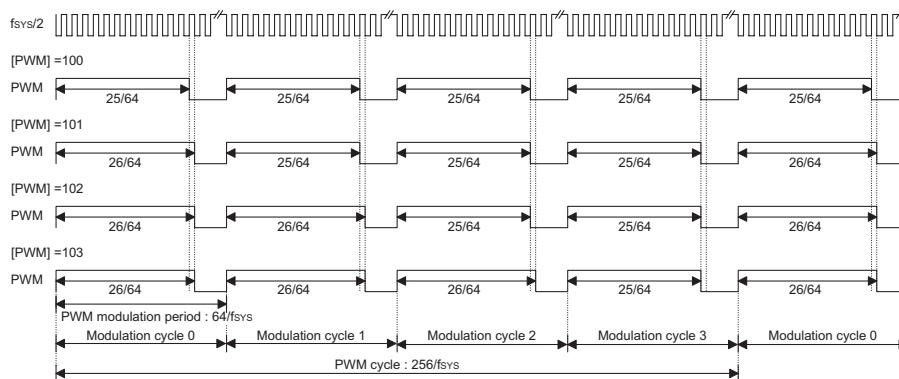 fSYS/2
[PWM] =100
PWM
25/64 25/64 25/64 25/64 25/64
[PWM] =101
PWM
26/64 25/64 25/64 25/64 26/64
[PWM] =102
PWM
26/64 26/64 25/64 25/64 26/64
[PWM] =103
PWM
26/64 26/64 26/64 25/64 26/64
PWM modulation period : 64/fSYS
Modulation cycle 0 Modulation cycle 1 Modulation cycle 2 Modulation cycle 3 Modulation cycle 0
PWM cycle : 256/fSYS